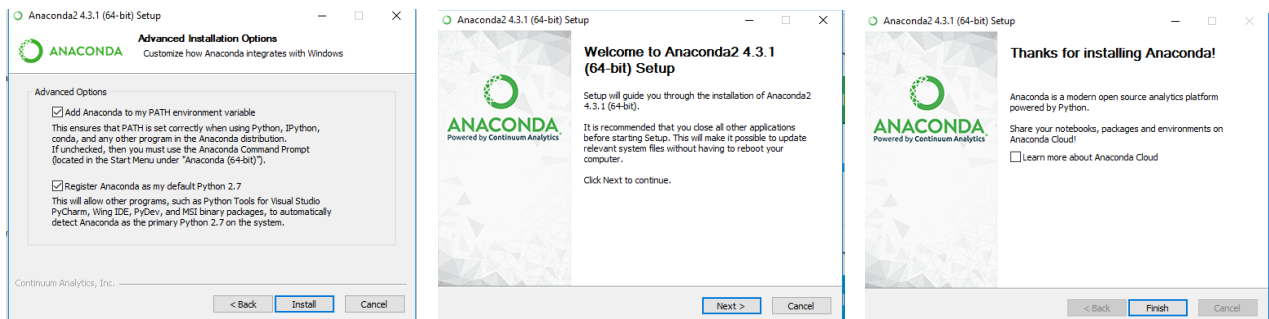 Anaconda2 4.3.1 (64-bit) Setup
ANACONDA
Advanced Installation Options
Customize how Anaconda integrates with Windows
Advanced Options
Add Anaconda to my PATH environment variable
This ensures that PATH is set correctly when using Python, IPython,
conda, and any other program in the Anaconda distribution.
If unchecked, then you must use the Anaconda Command Prompt
(located in the Start Menu under "Anaconda (64-bit)").
Register Anaconda as my default Python 2.7
This will allow other programs, such as Python Tools for Visual Studio
PyCharm, Wing IDE, PyDev, and MSI binary packages, to automatically
detect Anaconda as the primary Python 2.7 on the system.
Continuum Analytics, Inc.
< Back
Install
Cancel
Anaconda2 4.3.1 (64-bit) Setup
ANACONDA
Powered by Continuum Analytics
Welcome to Anaconda2 4.3.1
(64-bit) Setup
Setup will guide you through the installation of Anaconda2
4.3.1 (64-bit).
It is recommended that you close all other applications
before starting Setup. This will make it possible to update
relevant system files without having to reboot your
computer.
Click Next to continue.
Next >
Cancel
Anaconda2 4.3.1 (64-bit) Setup
ANACONDA
Powered by Continuum Analytics
Thanks for installing Anaconda!
Anaconda is a modern open source analytics platform
powered by Python.
Share your notebooks, packages and environments on
Anaconda Cloud!
Learn more about Anaconda Cloud
< Back
Finish
Cancel